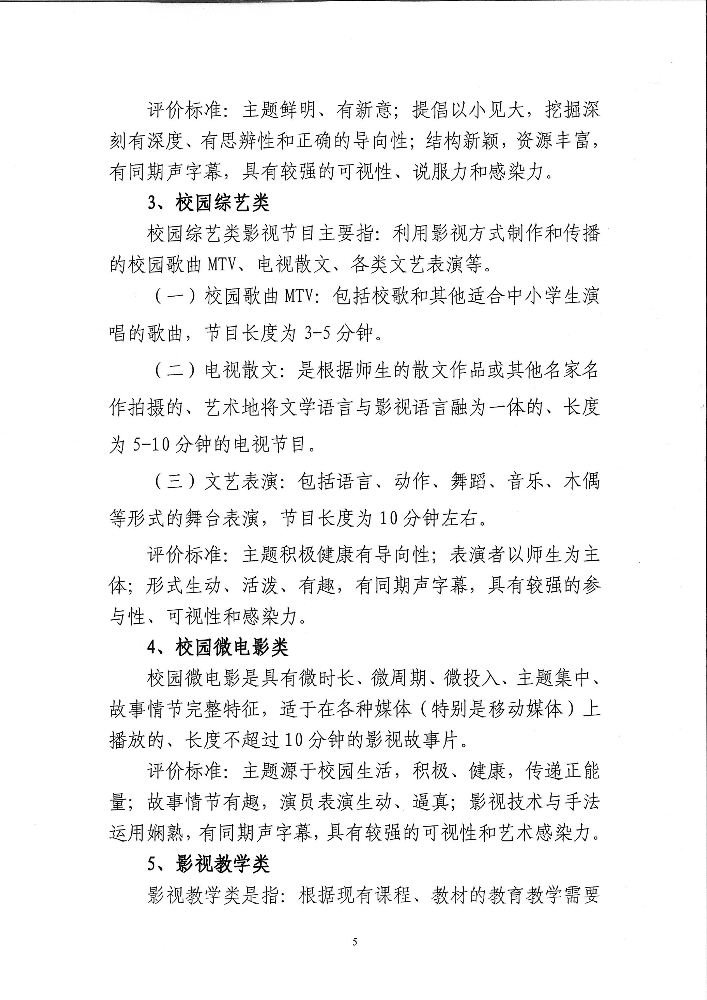 评价标准：主题鲜明、有新意；提倡以小见大，挖掘深
刻有深度、有思辨性和正确的导向性；结构新颖，资源丰富，
有同期声字幕，具有较强的可视性、说服力和感染力。
3、校园综艺类
校园综艺类影视节目主要指：利用影视方式制作和传播
的校园歌曲 MTV、电视散文、各类文艺表演等。
（一）校园歌曲 MTV：包括校歌和其他适合中小学生演
唱的歌曲，节目长度为 3-5 分钟。
（二）电视散文：是根据师生的散文作品或其他名家名
作拍摄的、艺术地将文学语言与影视语言融为一体的、长度
为 5-10 分钟的电视节目。
（三）文艺表演：包括语言、动作、舞蹈、音乐、木偶
等形式的舞台表演，节目长度为 10 分钟左右。
评价标准：主题积极健康有导向性；表演者以师生为主
体；形式生动、活泼、有趣，有同期声字幕，具有较强的参
与性、可视性和感染力。
4、校园微电影类
校园微电影是具有微时长、微周期、微投入、主题集中、
故事情节完整特征，适于在各种媒体（特别是移动媒体）上
播放的、长度不超过 10 分钟的影视故事片。
评价标准：主题源于校园生活，积极、健康，传递正能
量；故事情节有趣，演员表演生动、逼真；影视技术与手法
运用娴熟，有同期声字幕，具有较强的可视性和艺术感染力。
5、影视教学类
影视教学类是指：根据现有课程、教材的教育教学需要
5